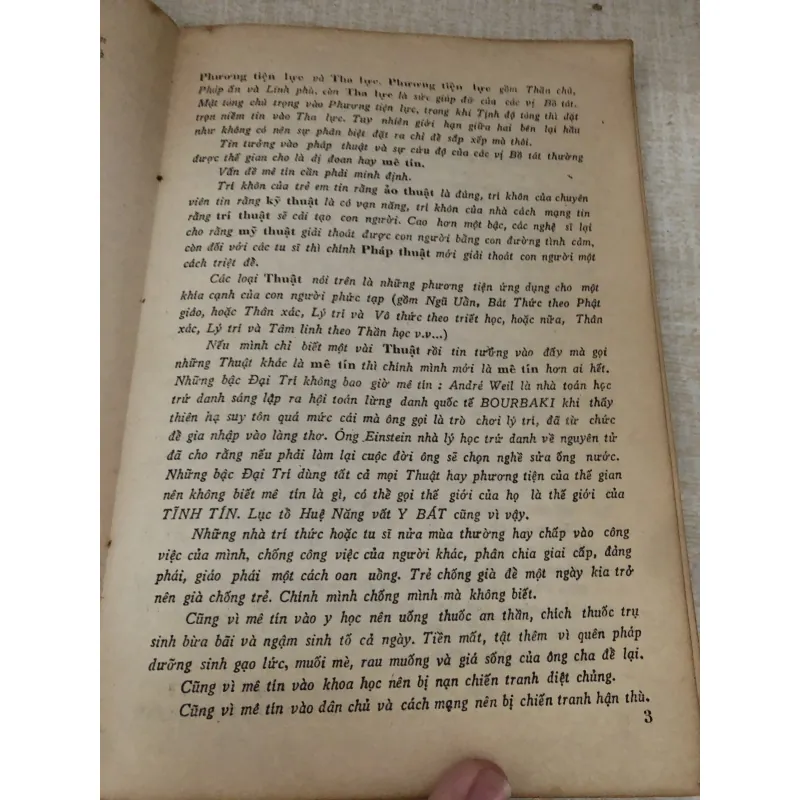 Phương tiện lực và Tha lực. Phương tiện lực gồm Thần chú,
Pháp ấn và Linh phù, còn Tha lực là sức giúp đỡ của các vị Bồ tát.
Mật tông chú trọng vào Phương tiện lực, trong khi Tịnh độ tông thì đặt
trọn niềm tin vào Tha lực. Tuy nhiên giới hạn giữa hai bên lại hầu
như không có nên sự phân biệt đặt ra chỉ để sắp xếp mà thôi.
Tin tưởng vào pháp thuật và sự cứu độ của các vị Bồ tát thường
được thế gian cho là dị đoan hay mê tín.
Vấn đề mê tín cần phải minh định.
Trí khôn của trẻ em tin rằng ảo thuật là đúng, trí khôn của chuyên
viên tin rằng kỹ thuật là có vạn năng, trí khôn của nhà cách mạng tin
rằng trí thuật sẽ cải tạo con người. Cao hơn một bậc, các nghệ sĩ lại
cho rằng mỹ thuật giải thoát được con người bằng con đường tình cảm,
còn đối với các tu sĩ thì chính Pháp thuật mới giải thoát con người một
cách triệt để.
Các loại Thuật nói trên là những phương tiện ứng dụng cho một
khía cạnh của con người phức tạp (gồm Ngũ Uẩn, Bát Thức theo Phật
giáo, hoặc Thân xác, Lý trí và Vô thức theo triết học, hoặc nữa, Thân
xác, Lý trí và Tâm linh theo Thần học v.v...)
Nếu mình chỉ biết một vài Thuật rồi tin tưởng vào đấy mà gọi
những Thuật khác là mê tín thì chính mình mới là mê tín hơn ai hết.
Những bậc Đại Trí không bao giờ mê tín : André Weil là nhà toán học
trứ danh sáng lập ra hội toán lừng danh quốc tế BOURBAKI khi thấy
thiên hạ suy tôn quá mức cái mà ông gọi là trò chơi lý trí, đã từ chức
để gia nhập vào làng thơ. Ông Einstein nhà lý học trứ danh về nguyên tử
đã cho rằng nếu phải làm lại cuộc đời ông sẽ chọn nghề sửa ống nước.
Những bậc Đại Trí dùng tất cả mọi Thuật hay phương tiện của thế gian
nên không biết mê tín là gì, có thể gọi thế giới của họ là thế giới của
TĨNH TÍN. Lục tổ Huệ Năng vất Y BÁT cũng vì vậy.
Những nhà trí thức hoặc tu sĩ nửa mùa thường hay chấp vào công
việc của mình, chống công việc của người khác, phân chia giai cấp, đảng
phái, giáo phái một cách oan uổng. Trẻ chống già để một ngày kia trở
nên già chống trẻ. Chính mình chống mình mà không biết.
Cũng vì mê tín vào y học nên uống thuốc an thần, chích thuốc trụ
sinh bừa bãi và ngậm sinh tố cả ngày. Tiền mất, tật thêm vì quên pháp
dưỡng sinh gạo lức, muối mè, rau muống và giá sống của ông cha để lại.
Cũng vì mê tín vào khoa học nên bị nạn chiến tranh diệt chủng.
Cũng vì mê tín vào dân chủ và cách mạng nên bị chiến tranh hận thù.
3